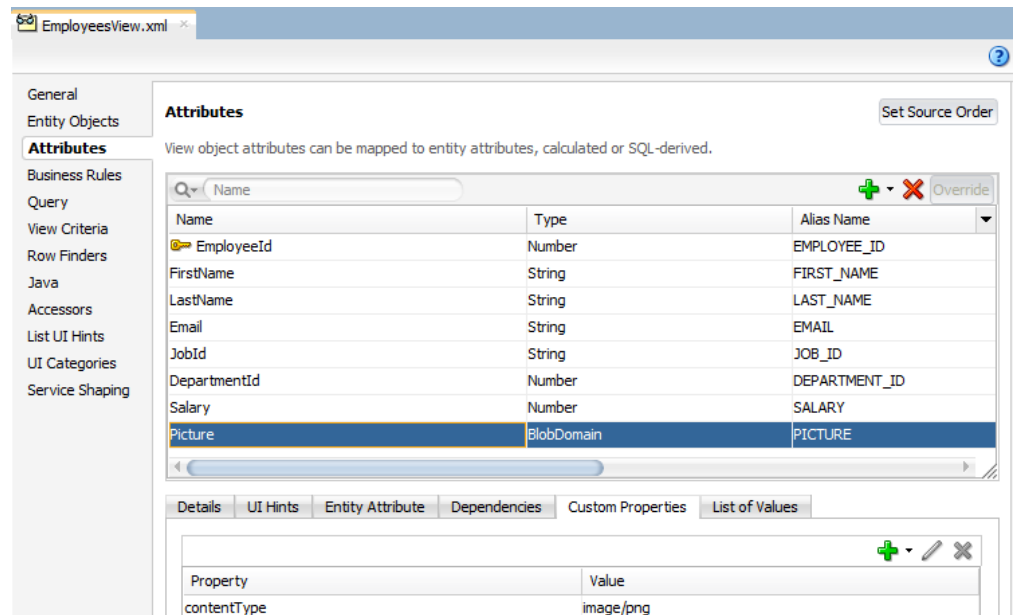 EmployeesView.xml
General
Entity Objects
Attributes
Business Rules
Query
View Criteria
Row Finders
Java
Accessors
List UI Hints
UI Categories
Service Shaping
Attributes
Set Source Order
View object attributes can be mapped to entity attributes, calculated or SQL-derived.
Name
Override
Name Type Alias Name
EmployeeId Number EMPLOYEE_ID
FirstName String FIRST_NAME
LastName String LAST_NAME
Email String EMAIL
JobId String JOB_ID
DepartmentId Number DEPARTMENT_ID
Salary Number SALARY
Picture BlobDomain PICTURE
Details UI Hints Entity Attribute Dependencies Custom Properties List of Values
Property Value
contentType image/png